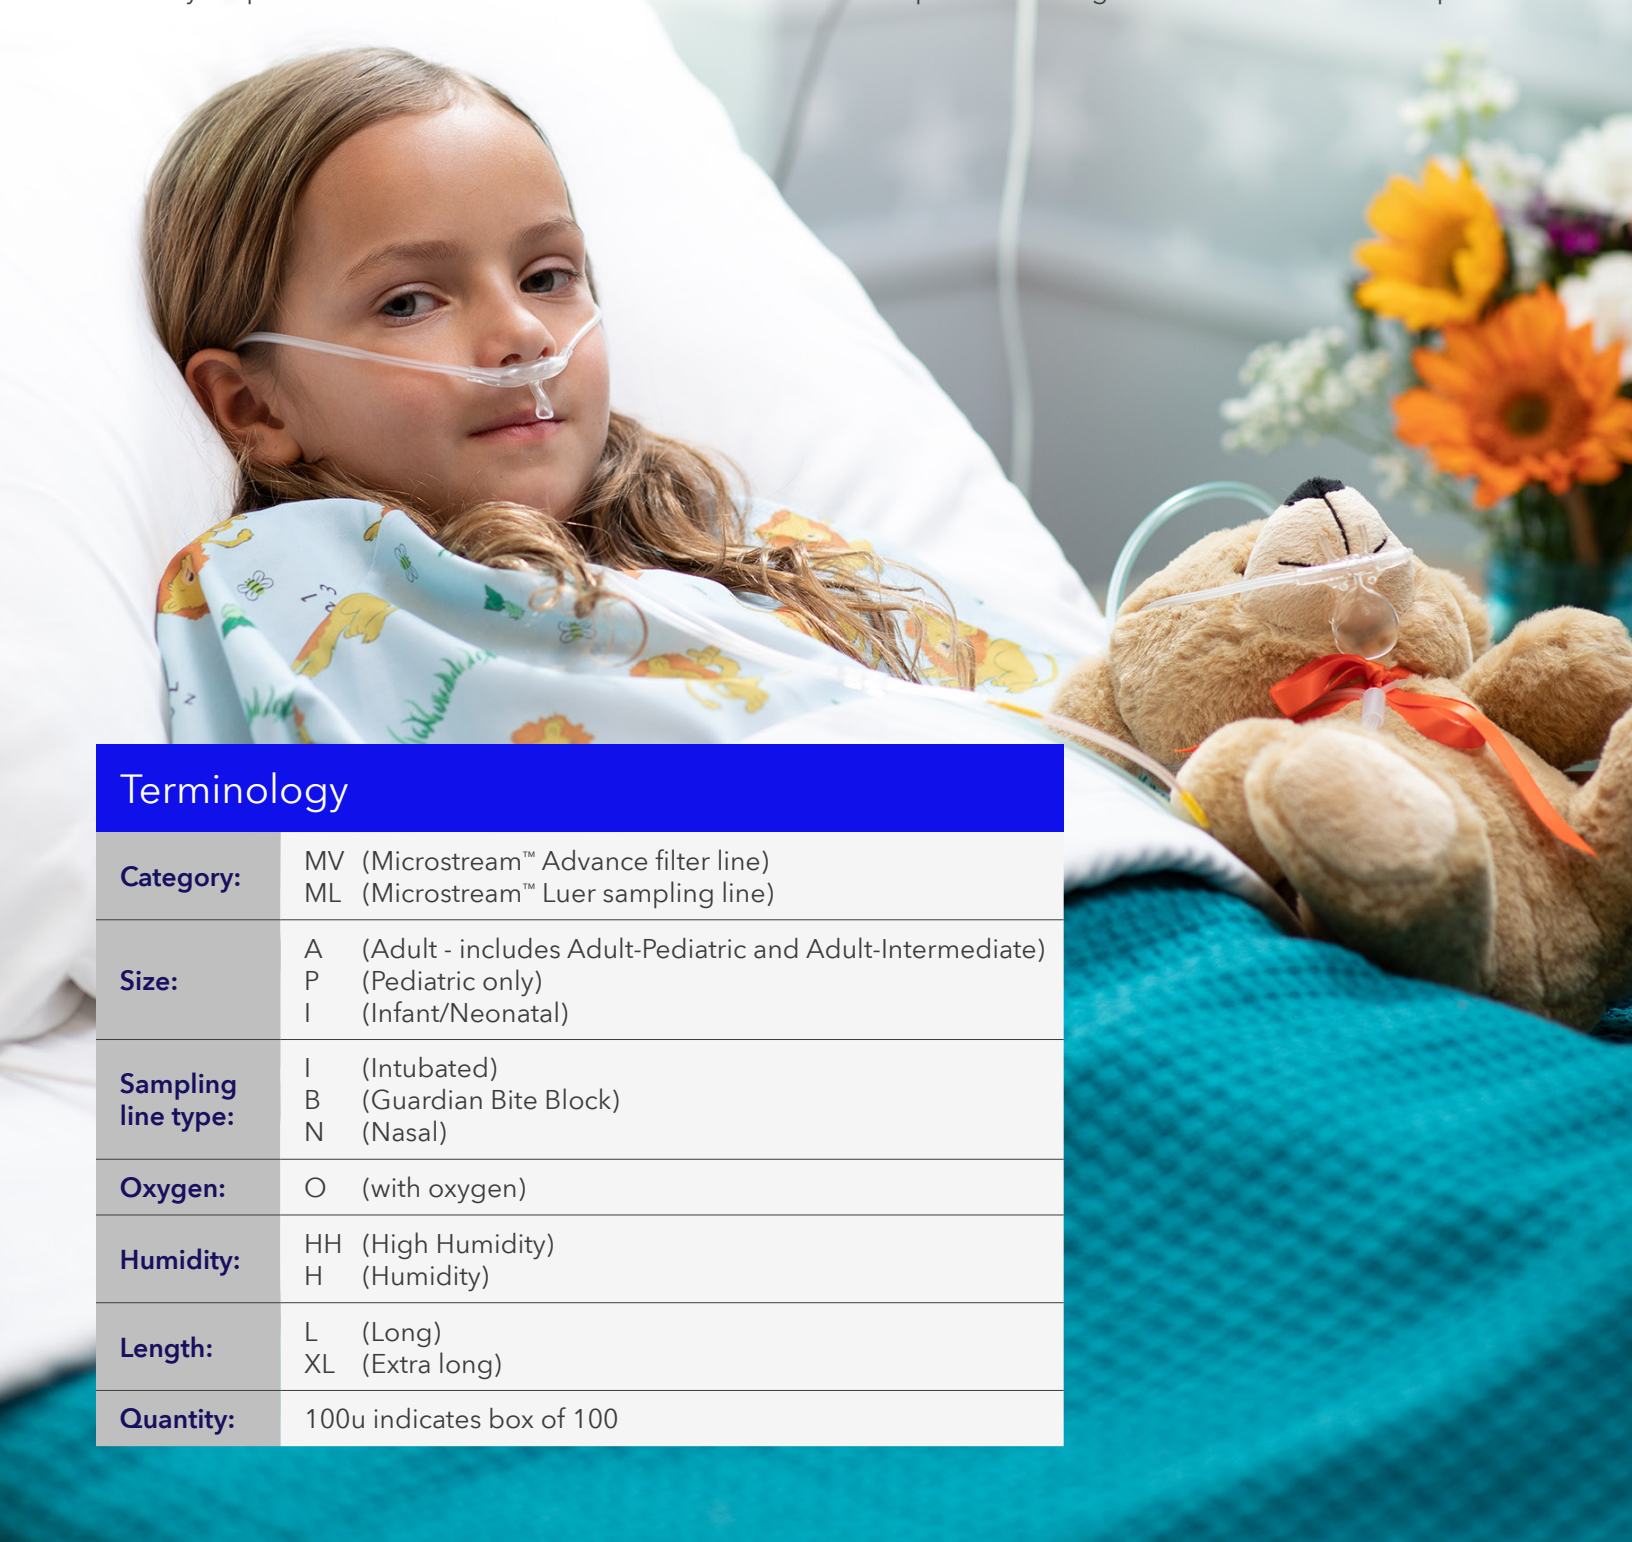 Terminology
Category:
MV (Microstream™ Advance filter line)
ML (Microstream™ Luer sampling line)
Size:
A (Adult - includes Adult-Pediatric and Adult-Intermediate)
P (Pediatric only)
I (Infant/Neonatal)
Sampling
line type:
I (Intubated)
B (Guardian Bite Block)
N (Nasal)
Oxygen:
O (with oxygen)
Humidity:
HH (High Humidity)
H (Humidity)
Length:
L (Long)
XL (Extra long)
Quantity:
100u indicates box of 100